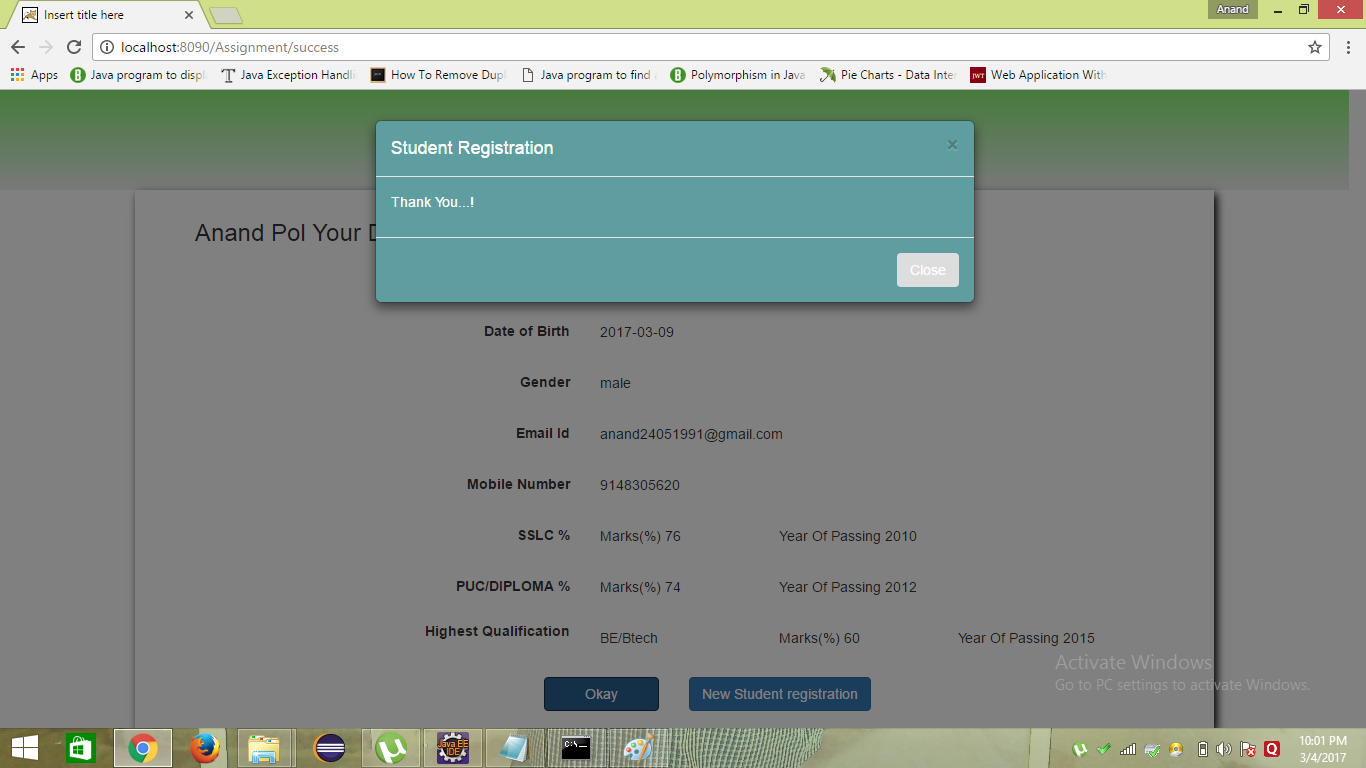 Insert title here
Anand
localhost:8090/Assignment/success
Apps Java program to displ Java Exception Handli How To Remove Dupl Java program to find Polymorphism in Java Pie Charts - Data Inter JWT Web Application With
Student Registration ×
Thank You...!
Close
Anand Pol Your
Date of Birth 2017-03-09
Gender male
Email Id anand24051991@gmail.com
Mobile Number 9148305620
SSLC % Marks(%) 76 Year Of Passing 2010
PUC/DIPLOMA % Marks(%) 74 Year Of Passing 2012
Highest Qualification BE/Btech Marks(%) 60 Year Of Passing 2015
Activate Windows
Go to PC settings to activate Windows.
Okay New Student registration
Java EE
IDE
C:\
10:01 PM
3/4/2017